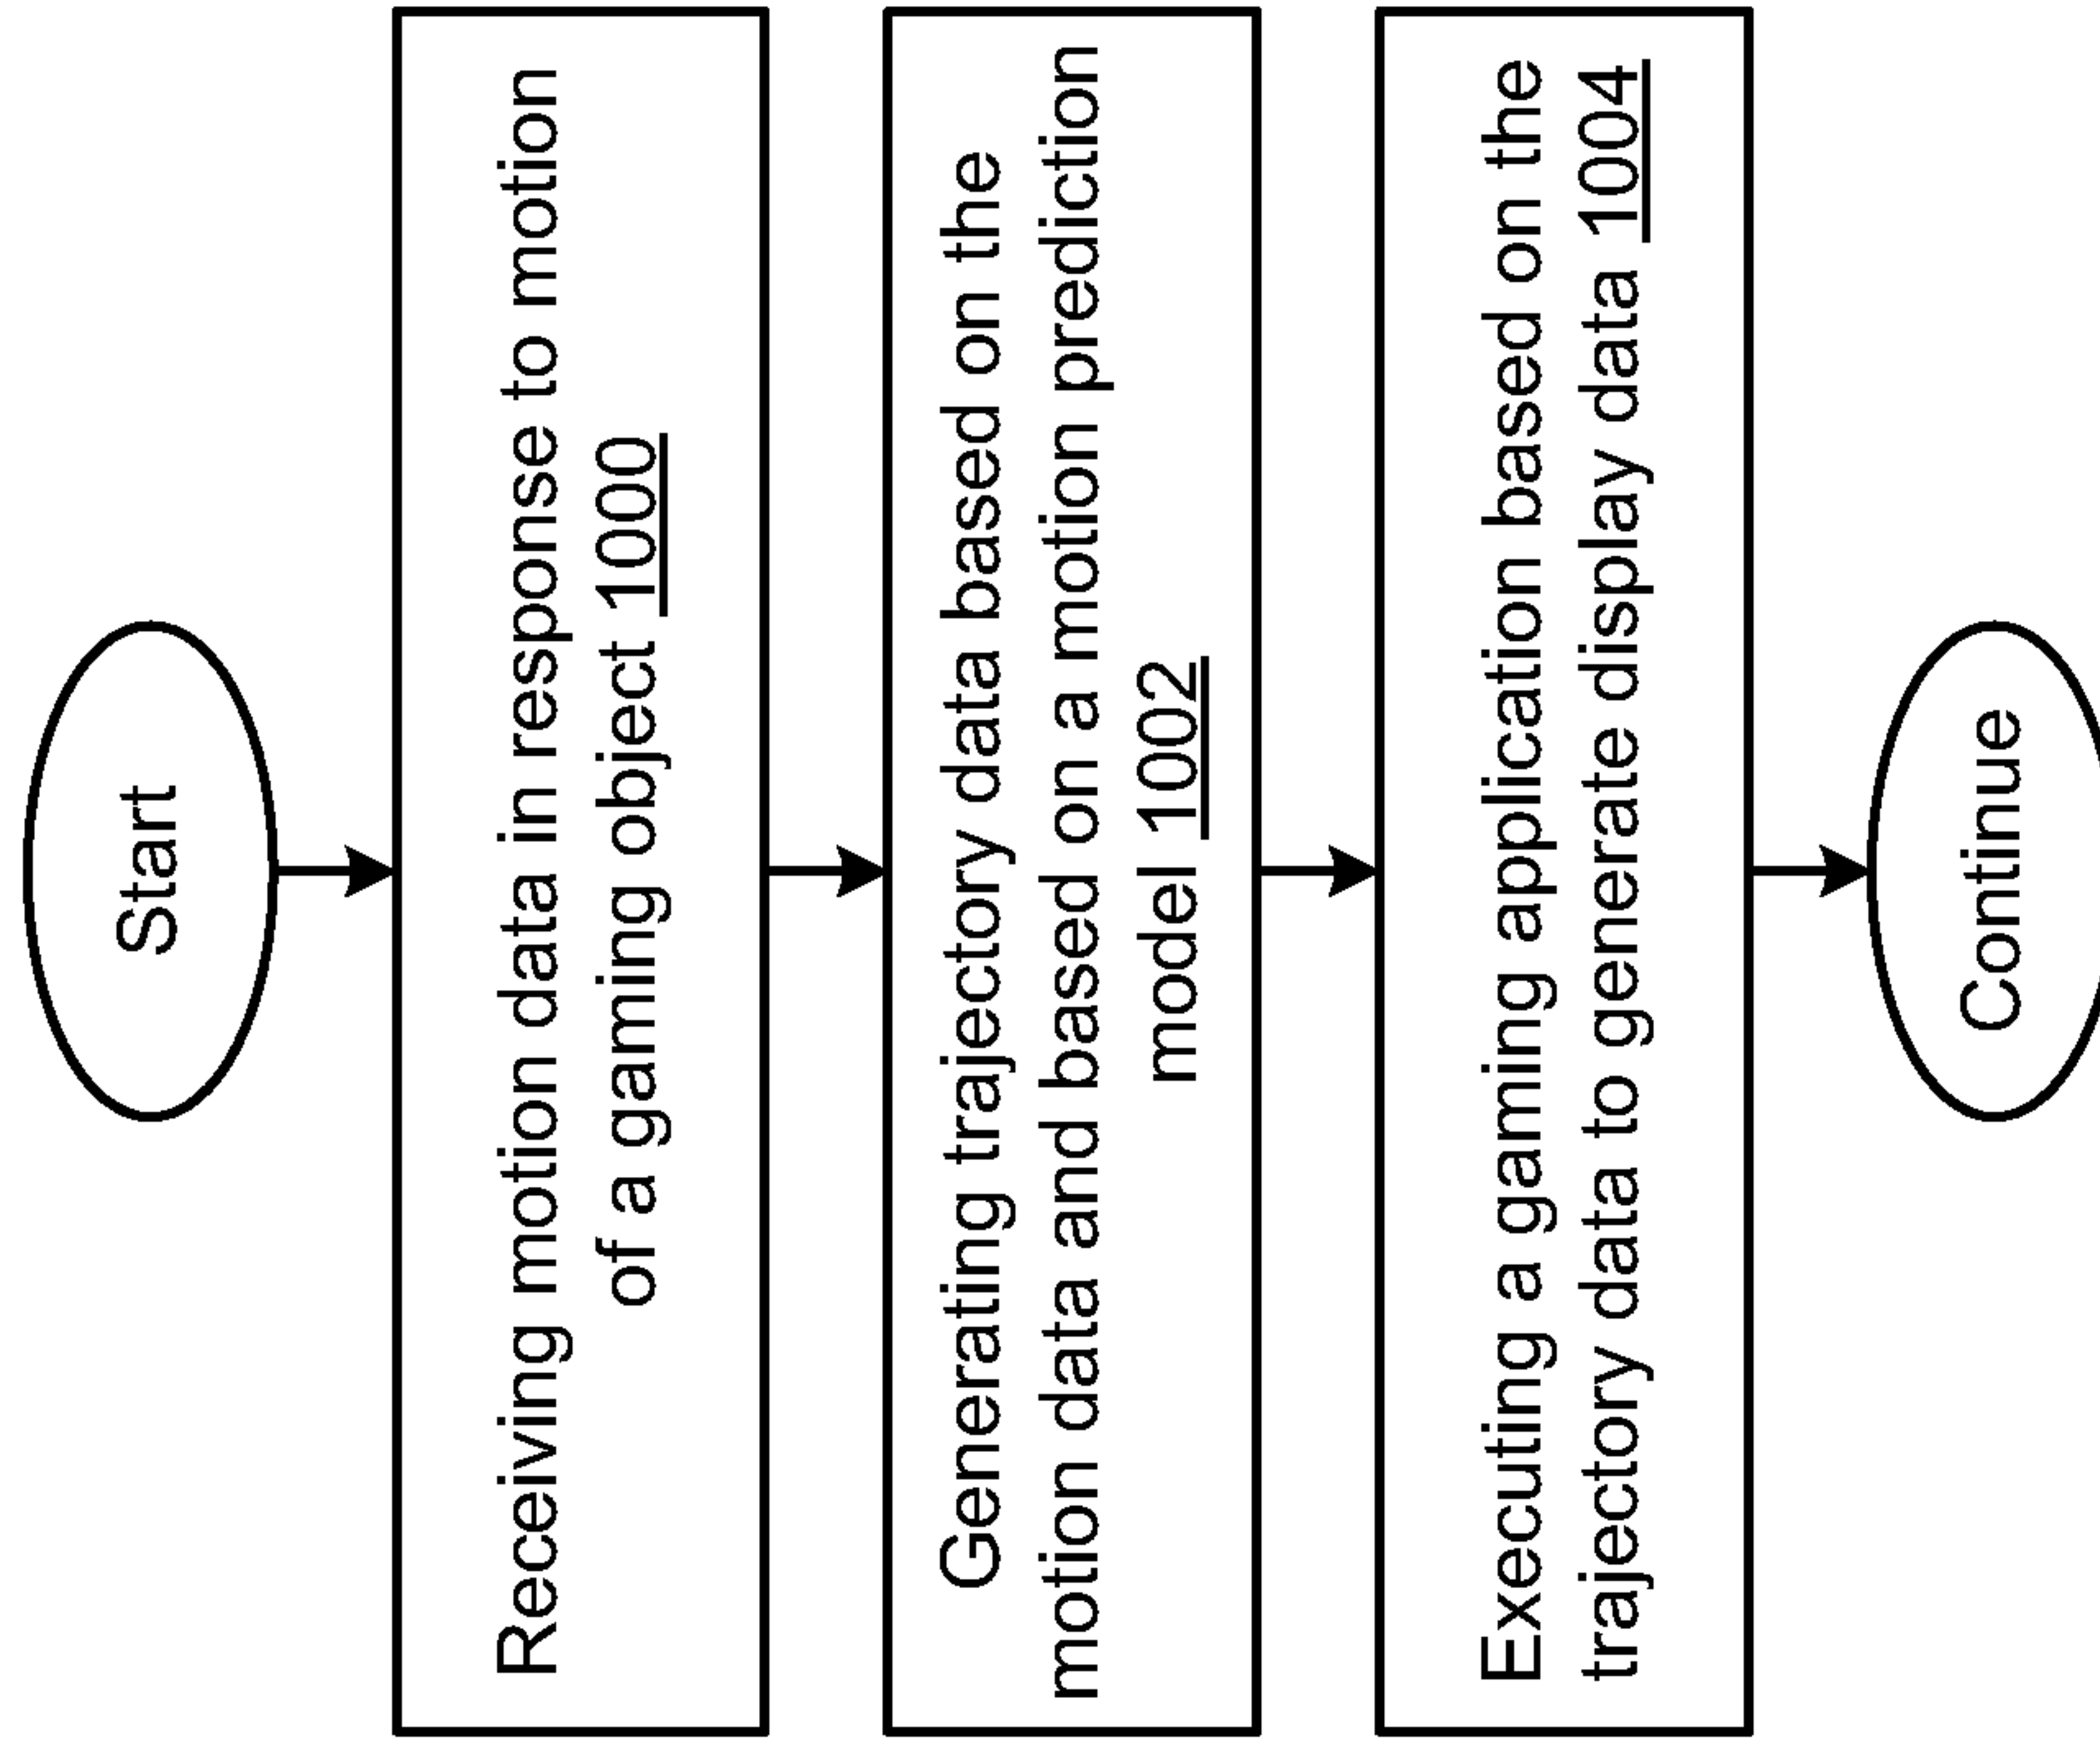 Start
Receiving motion data in response to motion
of a gaming object 1000
Generating trajectory data based on the
motion data and based on a motion prediction
model 1002
Executing a gaming application based on the
trajectory data to generate display data 1004
Continue